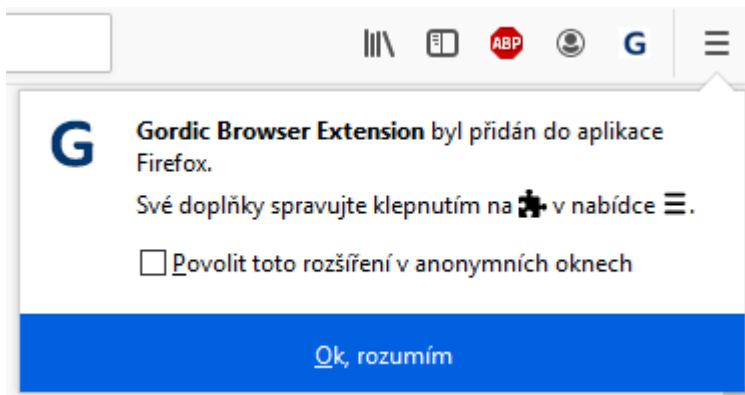 ABP
G
G
Gordic Browser Extension byl přidán do aplikace
Firefox.
Své doplňky spravujte klepnutím na v nabídce ☰.
Povolit toto rozšíření v anonymních oknech
Ok, rozumím